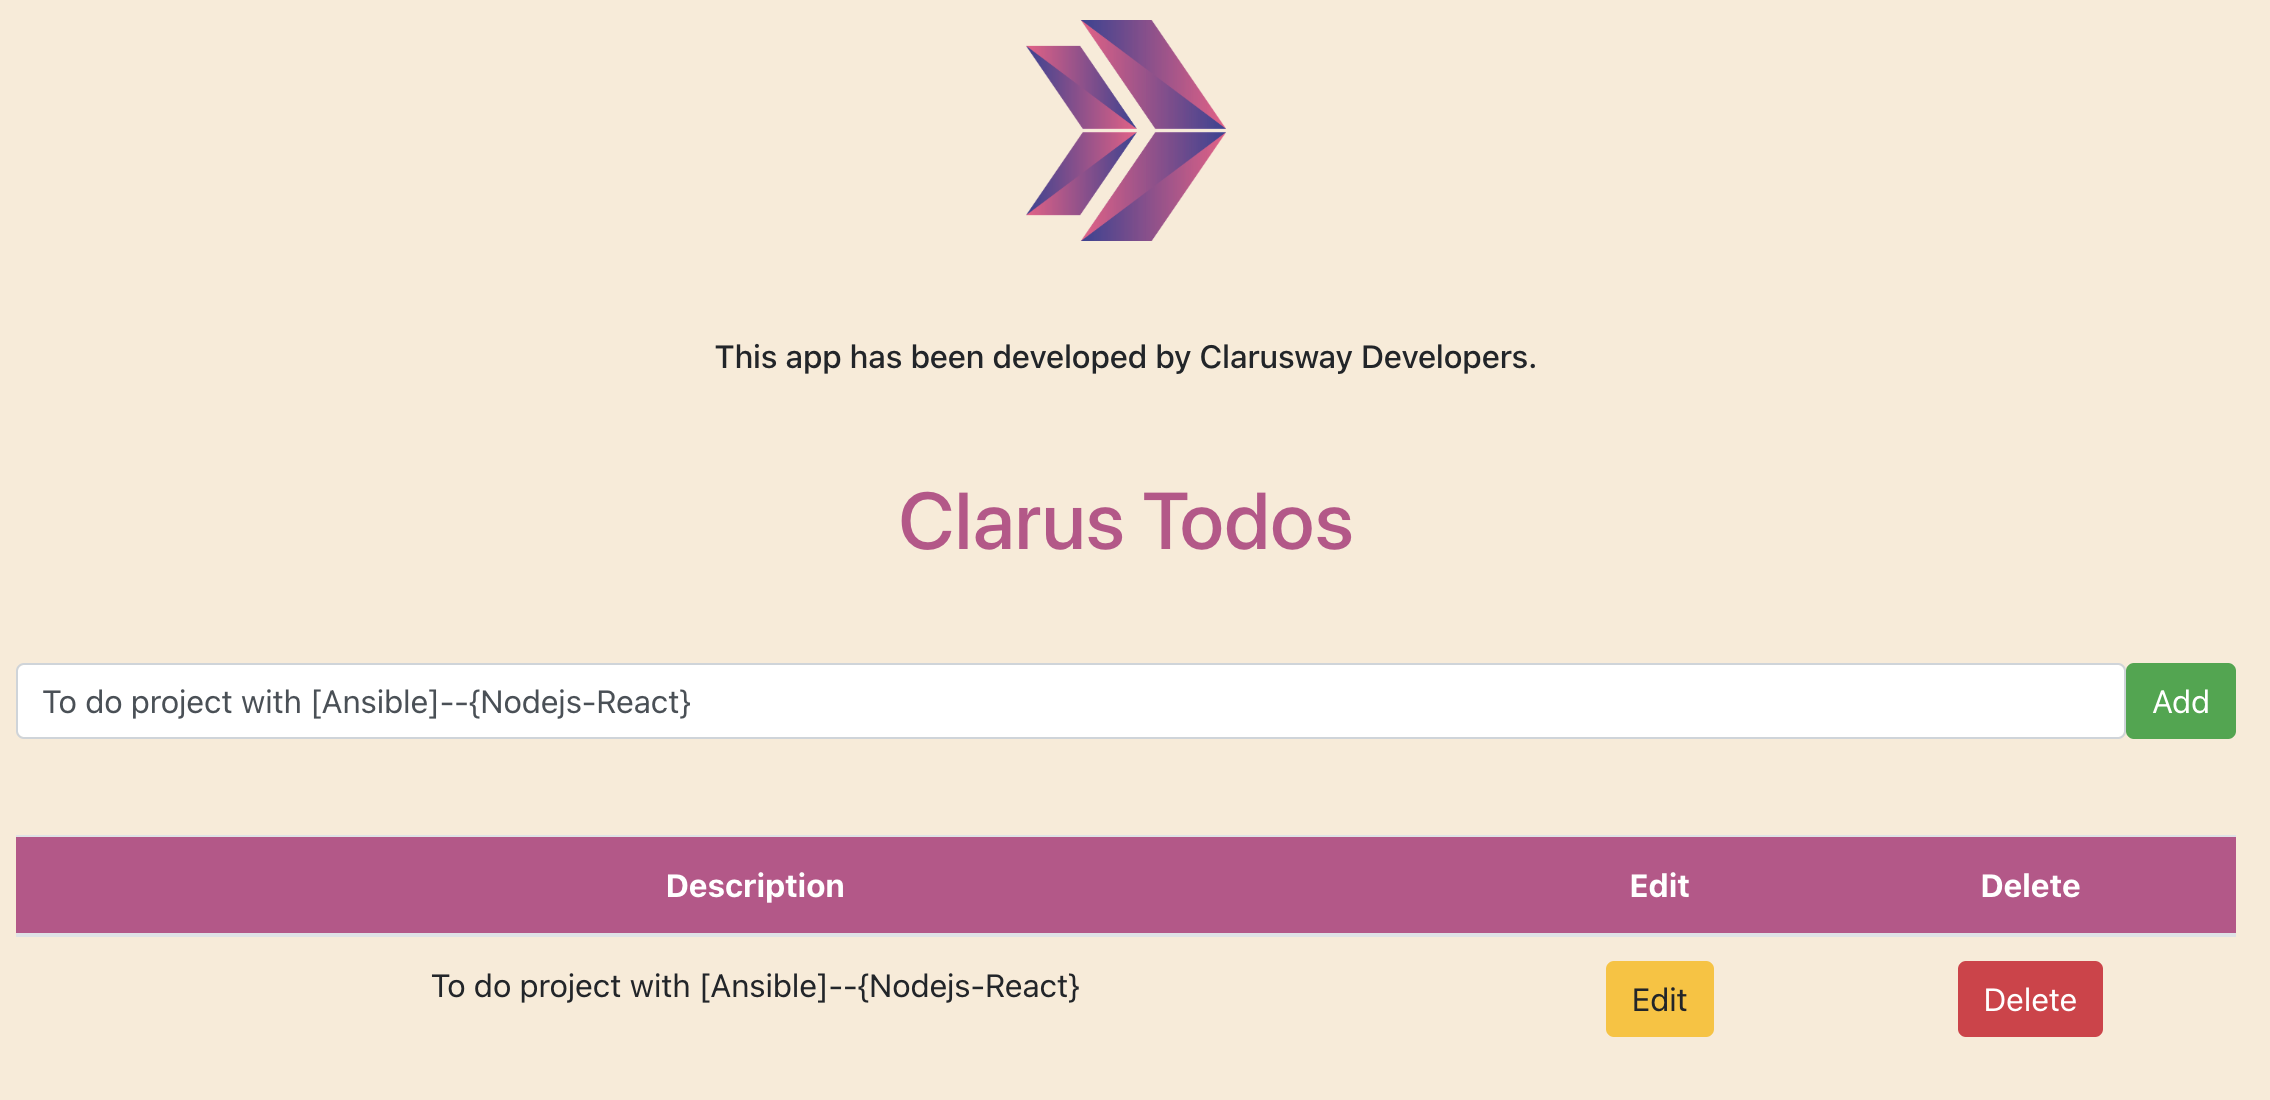 This app has been developed by Clarusway Developers.
Clarus Todos
To do project with [Ansible]--{Nodejs-React}
Add
Description Edit Delete
To do project with [Ansible]--{Nodejs-React} Edit Delete